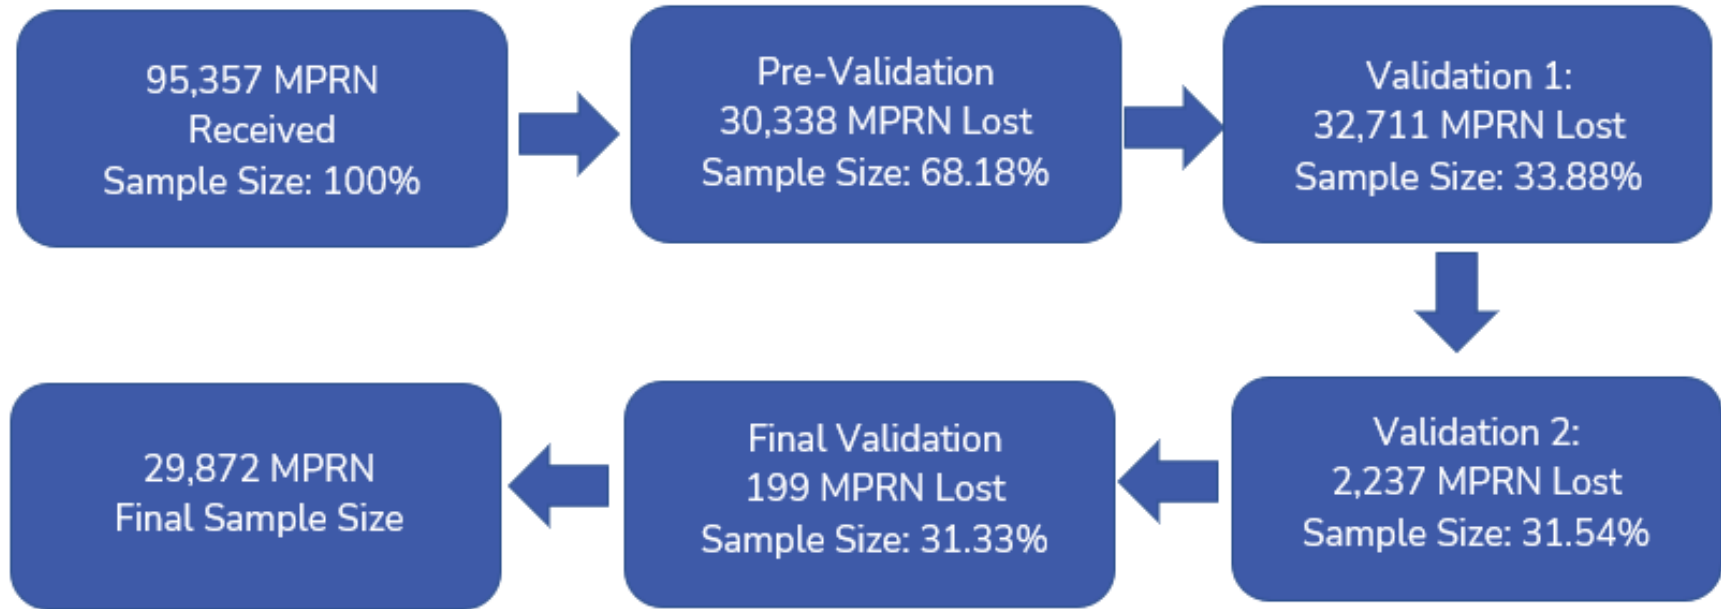 95,357 MPRN
Received
Sample Size: 100%
Pre-Validation
30,338 MPRN Lost
Sample Size: 68.18%
Validation 1:
32,711 MPRN Lost
Sample Size: 33.88%
Validation 2:
2,237 MPRN Lost
Sample Size: 31.54%
Final Validation
199 MPRN Lost
Sample Size: 31.33%
29,872 MPRN
Final Sample Size